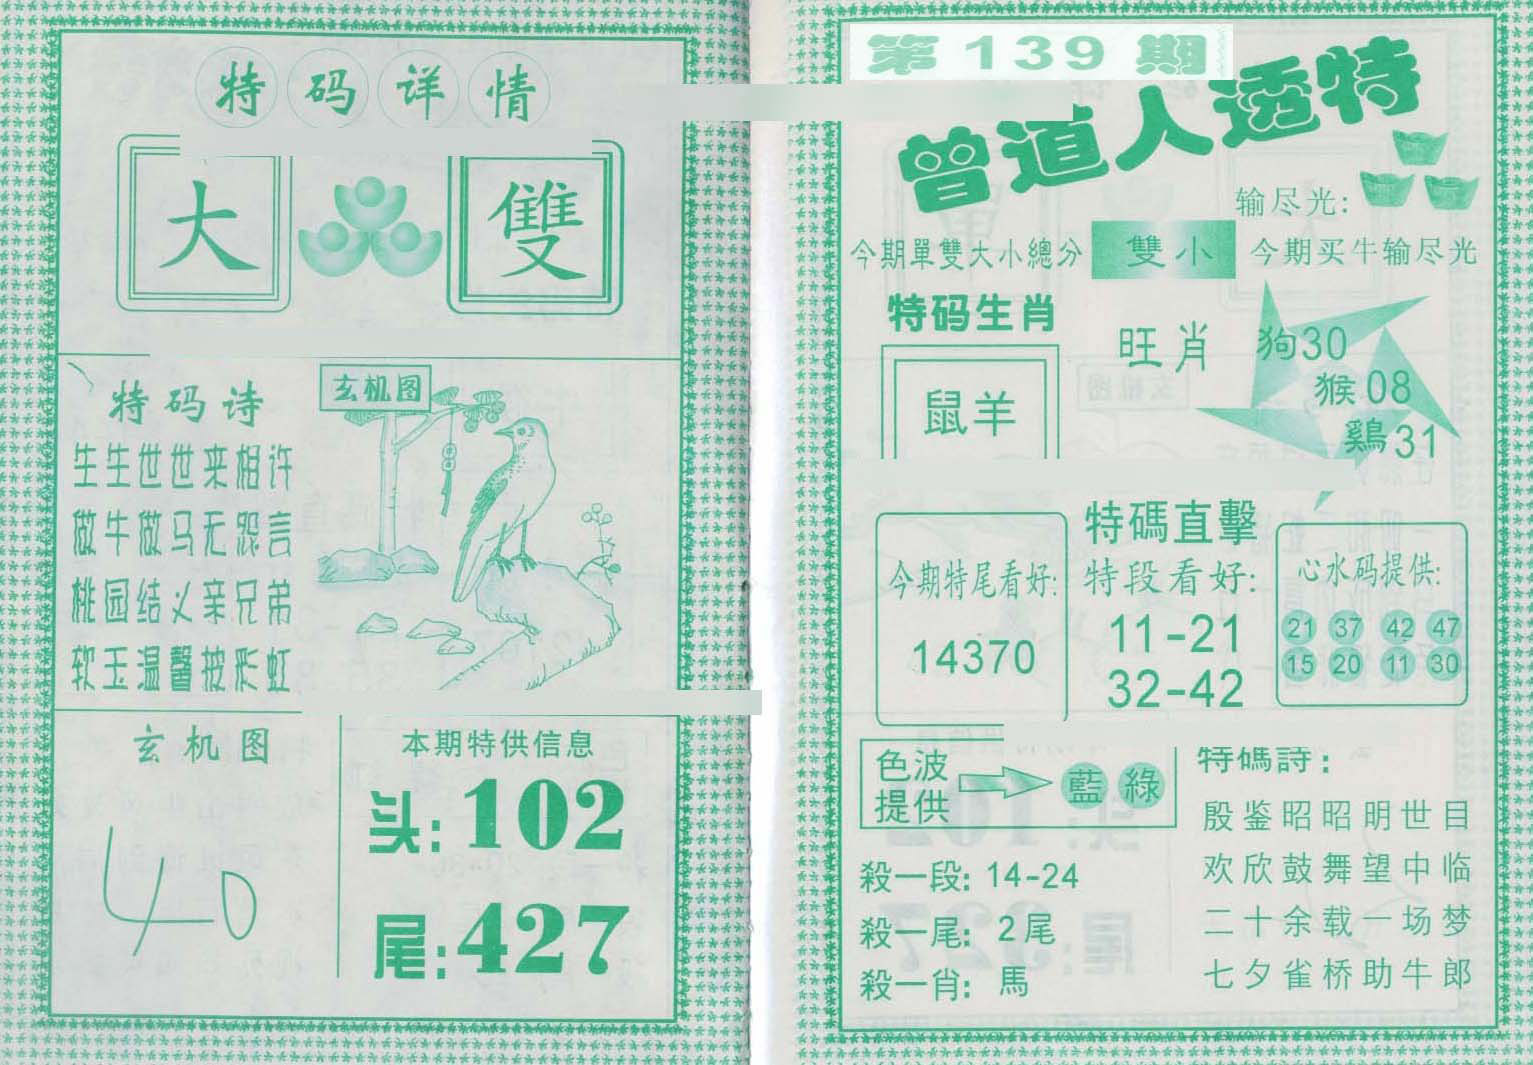 特码详情
大 雙
特码诗
生生世世来相许
做牛做马无怨言
桃园结义亲兄弟
软玉温馨披彩虹
玄机图
玄机图
40
本期特供信息
头:102
尾:427
第139期
曾道人透特
输尽光:
今期單雙大小總分 雙小 今期买牛输尽光
特码生肖
鼠羊
旺肖
狗30
猴08
鷄31
今期特尾看好:
14370
特碼直擊
特段看好:
11-21
32-42
心水码提供:
21 37 42 47
15 20 11 30
色波
提供
藍 綠
殺一段: 14-24
殺一尾: 2尾
殺一肖: 馬
特碼詩:
殷鉴昭昭明世目
欢欣鼓舞望中临
二十余载一场梦
七夕雀桥助牛郎